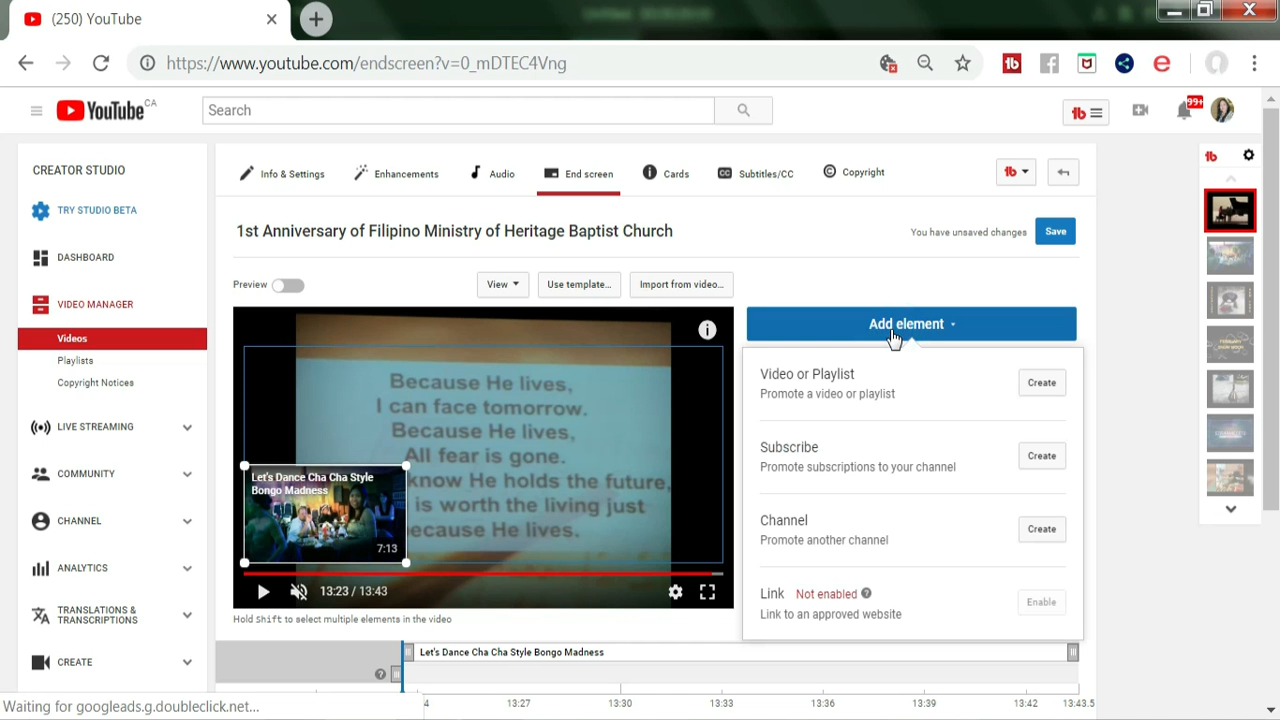 (250) YouTube
https://www.youtube.com/endscreen?v=0_mDTEC4Vng
YouTube CA
Search
99+
CREATOR STUDIO
TRY STUDIO BETA
DASHBOARD
VIDEO MANAGER
Videos
Playlists
Copyright Notices
LIVE STREAMING
COMMUNITY
CHANNEL
ANALYTICS
TRANSLATIONS &
TRANSCRIPTIONS
CREATE
Info & Settings
Enhancements
Audio
End screen
Cards
Subtitles/CC
Copyright
1st Anniversary of Filipino Ministry of Heritage Baptist Church
You have unsaved changes
Save
Preview
View
Use template...
Import from video...
Because He lives,
I can face tomorrow.
Because He lives,
All fear is gone.
know He holds the future,
is worth the living just
ecause He lives.
Let's Dance Cha Cha Style
Bongo Madness
7:13
13:23 / 13:43
Hold Shift to select multiple elements in the video
Add element
Video or Playlist
Promote a video or playlist
Create
Subscribe
Promote subscriptions to your channel
Create
Channel
Promote another channel
Create
Link Not enabled
Link to an approved website
Enable
Let's Dance Cha Cha Style Bongo Madness
4 13:27 13:30 13:33 13:36 13:39 13:42 13:43.5
Waiting for googleads.g.doubleclick.net...